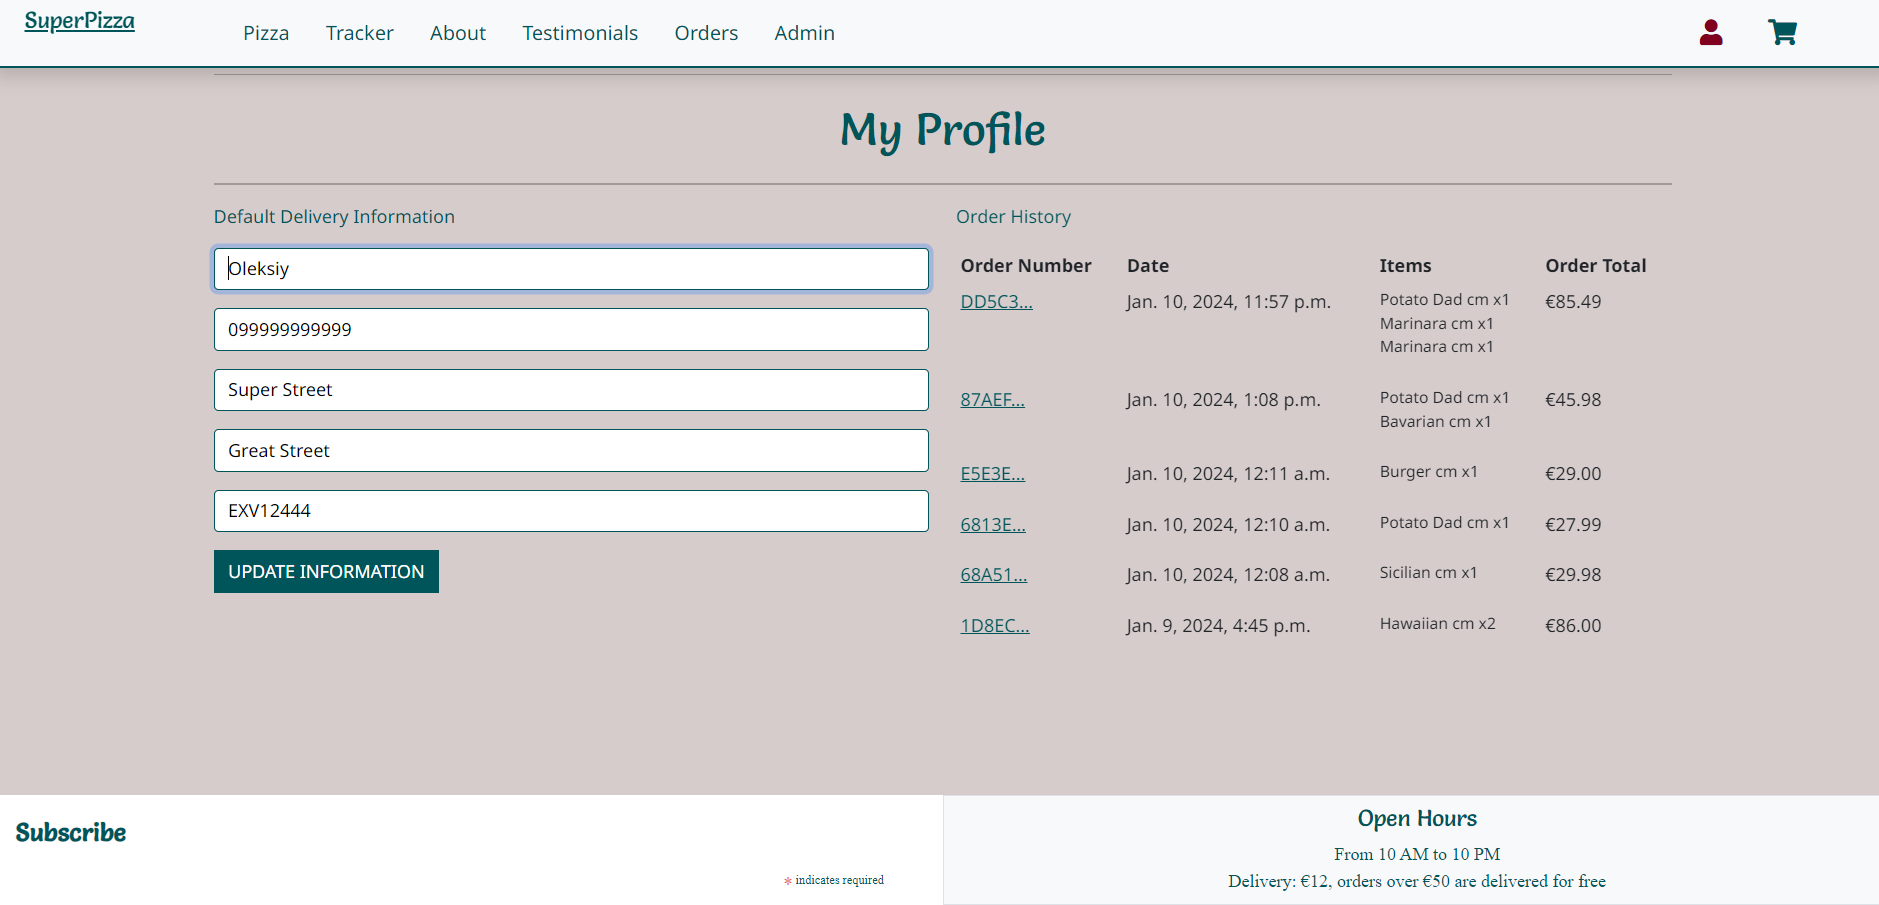 SuperPizza
Pizza Tracker About Testimonials Orders Admin
My Profile
Default Delivery Information
Oleksiy
099999999999
Super Street
Great Street
EXV12444
UPDATE INFORMATION
Order History
Order Number Date Items Order Total
DD5C3... Jan. 10, 2024, 11:57 p.m. Potato Dad cm x1 €85.49
Marinara cm x1
Marinara cm x1
87AEF... Jan. 10, 2024, 1:08 p.m. Potato Dad cm x1 €45.98
Bavarian cm x1
E5E3E... Jan. 10, 2024, 12:11 a.m. Burger cm x1 €29.00
6813E... Jan. 10, 2024, 12:10 a.m. Potato Dad cm x1 €27.99
68A51... Jan. 10, 2024, 12:08 a.m. Sicilian cm x1 €29.98
1D8EC... Jan. 9, 2024, 4:45 p.m. Hawaiian cm x2 €86.00
Subscribe
* indicates required
Open Hours
From 10 AM to 10 PM
Delivery: €12, orders over €50 are delivered for free